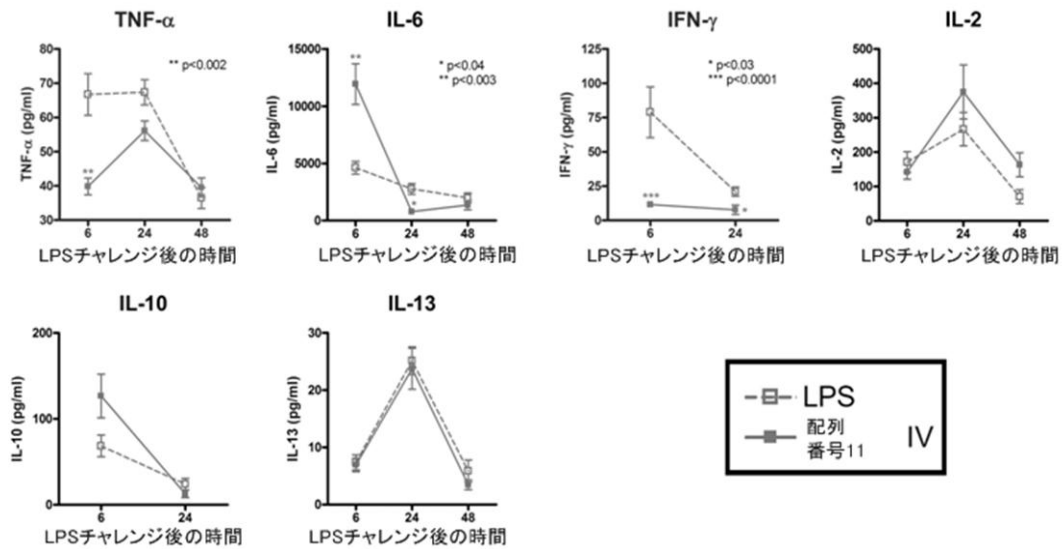 TNF-α
TNF-α (pg/ml)
80
70
60
50
40
30
** p<0.002
**
6
24
48
LPSチャレンジ後の時間
IL-6
IL-6 (pg/ml)
15000
10000
5000
0
* p<0.04
** p<0.003
**
*
6
24
48
LPSチャレンジ後の時間
IFN-γ
IFN-γ (pg/ml)
125
100
75
50
25
0
* p<0.03
*** p<0.0001
***
*
6
24
LPSチャレンジ後の時間
IL-2
IL-2 (pg/ml)
500
400
300
200
100
0
6
24
48
LPSチャレンジ後の時間
IL-10
IL-10 (pg/ml)
200
100
0
6
24
LPSチャレンジ後の時間
IL-13
IL-13 (pg/ml)
30
20
10
0
6
24
48
LPSチャレンジ後の時間
LPS
配列
番号11
IV